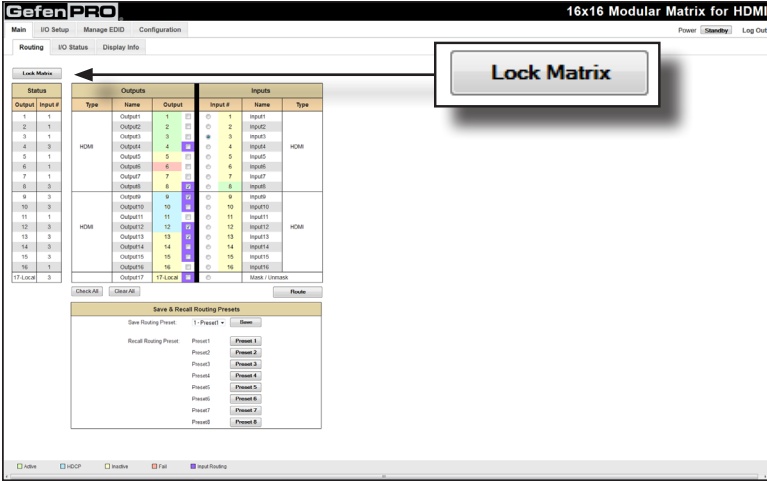 Gefen PRO 16x16 Modular Matrix for HDMI
Main I/O Setup Manage EDID Configuration Power Standby Log Out
Routing I/O Status Display Info
Lock Matrix
Lock Matrix
Status Outputs Inputs
Output Input # Type Name Output Input # Name Type
1 1 Output1 1 1 Input1
2 1 Output2 2 2 Input2
3 1 Output3 3 3 Input3
4 3 HDMI Output4 4 4 Input4 HDMI
5 1 Output5 5 5 Input5
6 1 Output6 6 6 Input6
7 1 Output7 7 7 Input7
8 3 Output8 8 8 Input8
9 3 Output9 9 9 Input9
10 3 Output10 10 10 Input10
11 1 Output11 11 11 Input11
12 3 HDMI Output12 12 12 Input12 HDMI
13 3 Output13 13 13 Input13
14 3 Output14 14 14 Input14
15 3 Output15 15 15 Input15
16 1 Output16 16 16 Input16
17-Local 3 Output17 17-Local Mask / Unmask
Check All Clear All Route
Save & Recall Routing Presets
Save Routing Preset: 1 - Preset1 Save
Recall Routing Preset Preset1 Preset 1
Preset2 Preset 2
Preset3 Preset 3
Preset4 Preset 4
Preset5 Preset 5
Preset6 Preset 6
Preset7 Preset 7
Preset8 Preset 8
Active HDCP Inactive Fail Input Routing